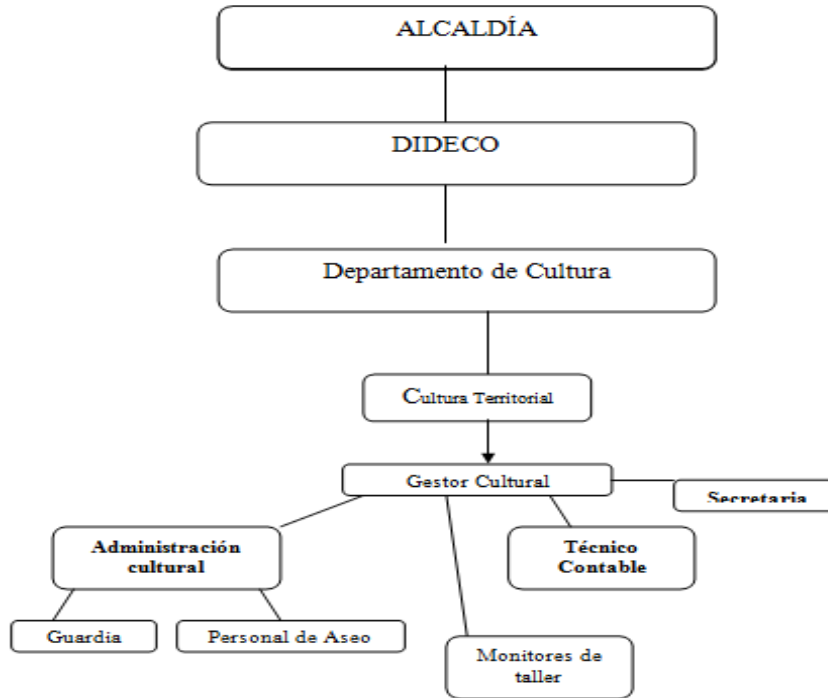 ALCALDÍA
DIDECO
Departamento de Cultura
Cultura Territorial
Gestor Cultural
Secretaria
Administración
cultural
Técnico
Contable
Guardia
Personal de Aseo
Monitores de
taller